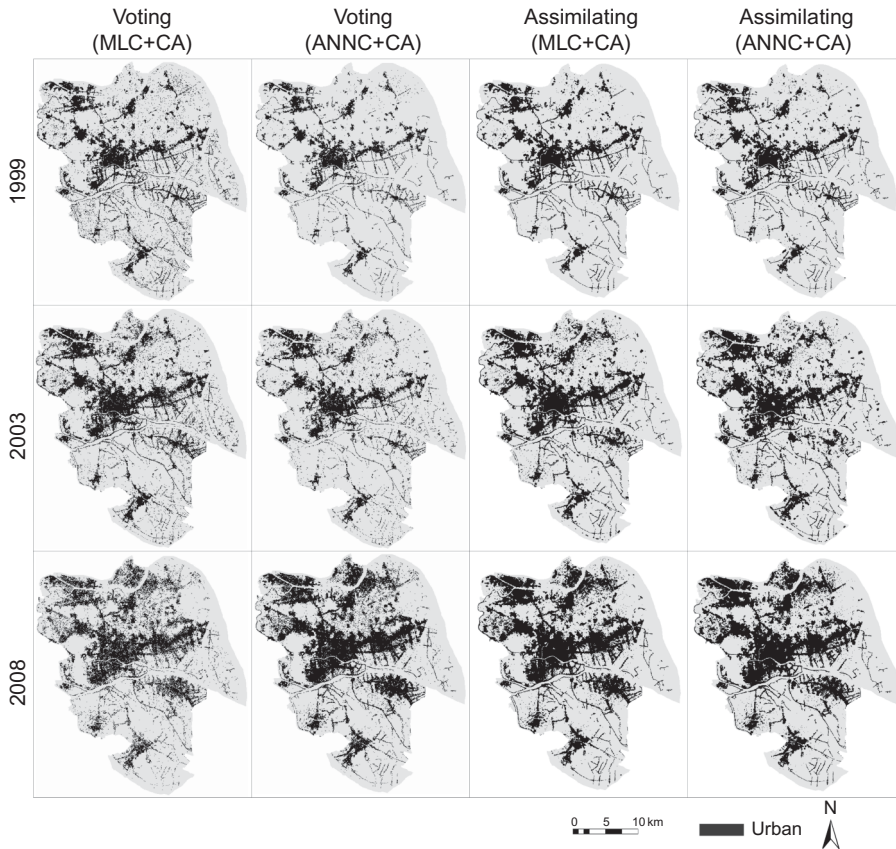 Voting
(MLC+CA)
Voting
(ANNC+CA)
Assimilating
(MLC+CA)
Assimilating
(ANNC+CA)
1999
2003
2008
0 5 10 km
Urban
N